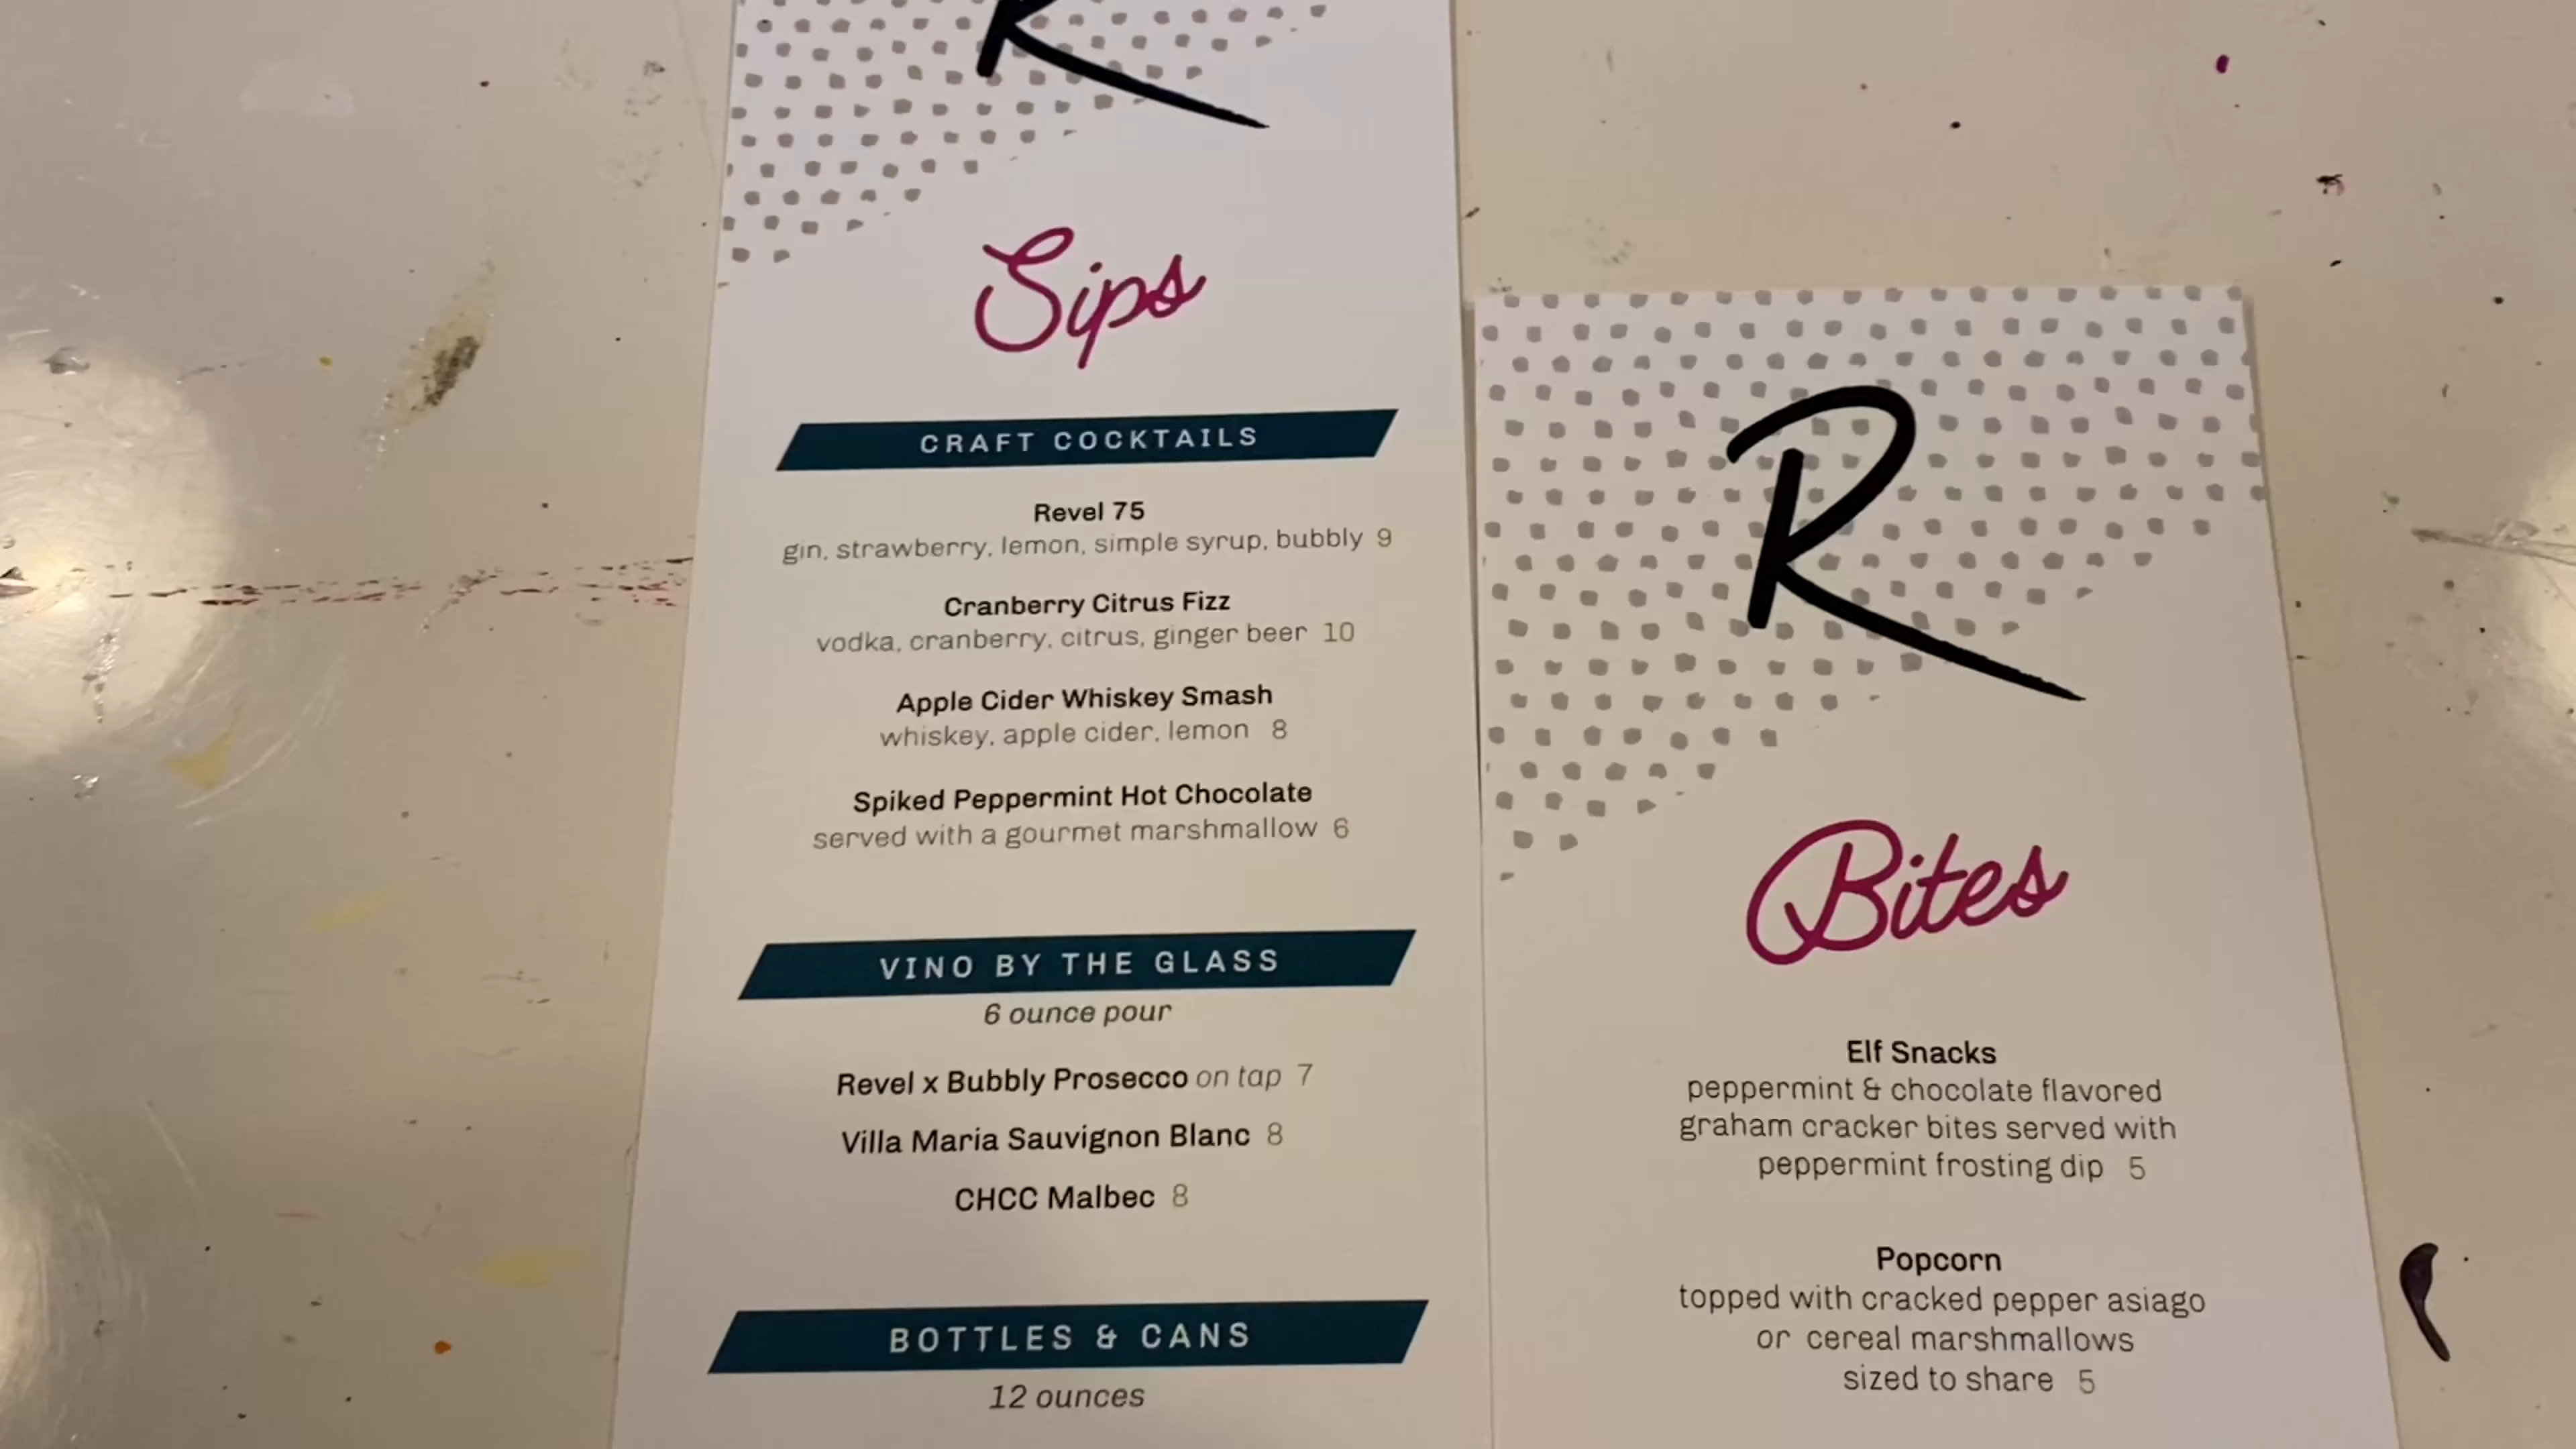 R
Sips
CRAFT COCKTAILS
Revel 75
gin, strawberry, lemon, simple syrup, bubbly 9
Cranberry Citrus Fizz
vodka, cranberry, citrus, ginger beer 10
Apple Cider Whiskey Smash
whiskey, apple cider, lemon 8
Spiked Peppermint Hot Chocolate
served with a gourmet marshmallow 6
VINO BY THE GLASS
6 ounce pour
Revel x Bubbly Prosecco on tap 7
Villa Maria Sauvignon Blanc 8
CHCC Malbec 8
BOTTLES & CANS
12 ounces
R
Bites
Elf Snacks
peppermint & chocolate flavored
graham cracker bites served with
peppermint frosting dip 5
Popcorn
topped with cracked pepper asiago
or cereal marshmallows
sized to share 5